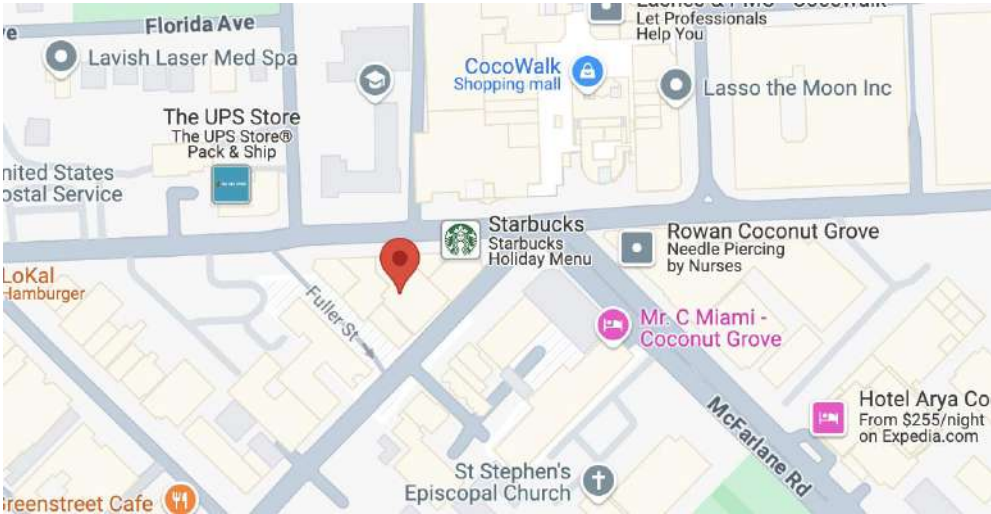 Florida Ave
Lavish Laser Med Spa
CocoWalk
Shopping mall
Let Professionals
Help You
Lasso the Moon Inc
The UPS Store
The UPS Store®
Pack & Ship
nited States
ostal Service
Starbucks
Starbucks
Holiday Menu
Rowan Coconut Grove
Needle Piercing
by Nurses
LoKal
Hamburger
Fuller St
Mr. C Miami -
Coconut Grove
McFarlane Rd
Hotel Arya Co
From $255/night
on Expedia.com
St Stephen's
Episcopal Church
Greenstreet Cafe